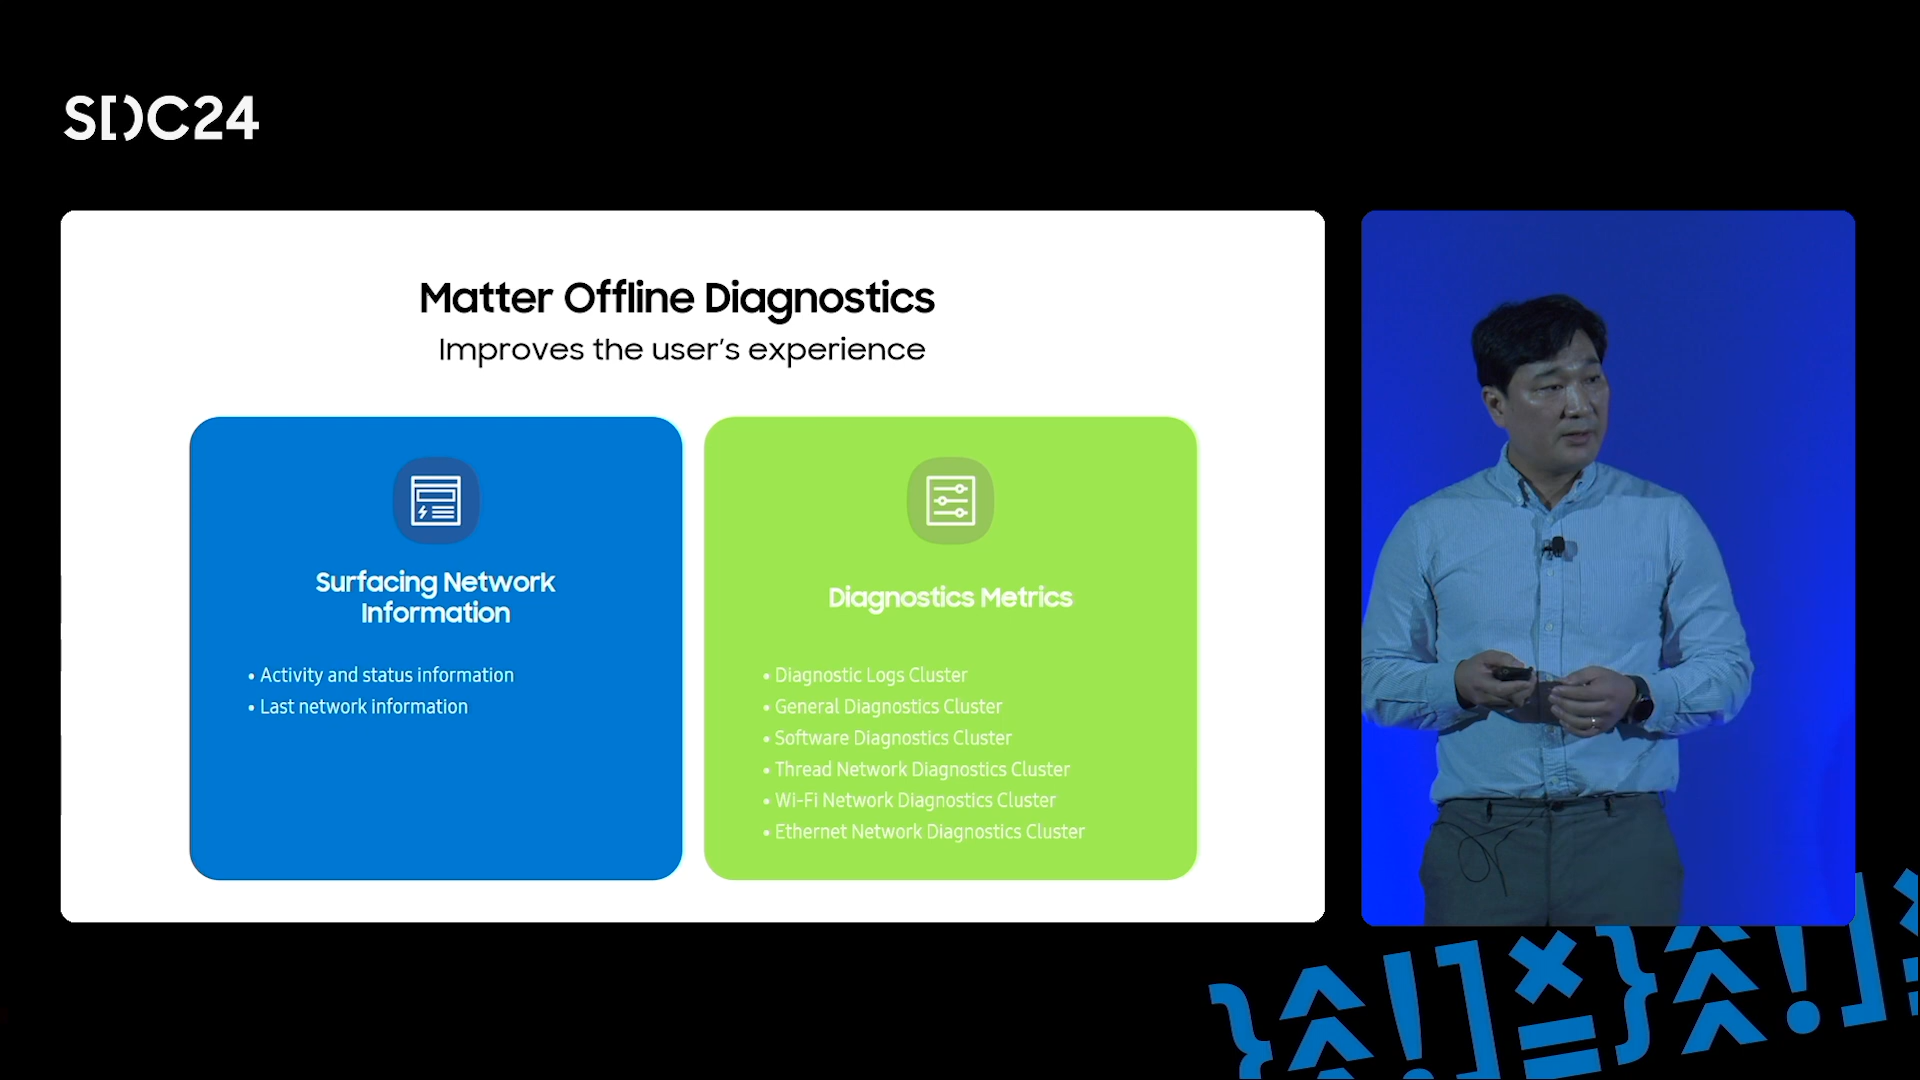 SDC24
Matter Offline Diagnostics
Improves the user's experience
Surfacing Network
Information
• Activity and status information
• Last network information
Diagnostics Metrics
• Diagnostic Logs Cluster
• General Diagnostics Cluster
• Software Diagnostics Cluster
• Thread Network Diagnostics Cluster
• Wi-Fi Network Diagnostics Cluster
• Ethernet Network Diagnostics Cluster